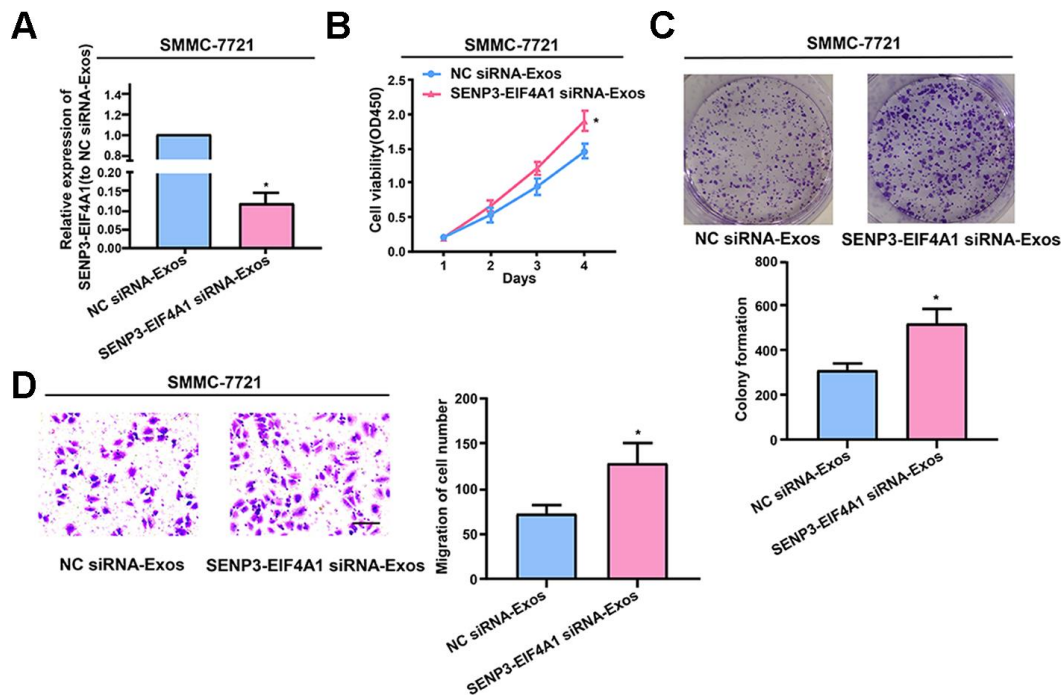 A
SMMC-7721
Relative expression of
SENP3-EIF4A1(to NC siRNA-Exos)
1.4
1.2
1.0
0.8
0.20
0.15
0.10
0.05
0.00
NC siRNA-Exos
SENP3-EIF4A1 siRNA-Exos
*
B
SMMC-7721
NC siRNA-Exos
SENP3-EIF4A1 siRNA-Exos
Cell viability(OD450)
2.5
2.0
1.5
1.0
0.5
0.0
*
1 2 3 4
Days
C
SMMC-7721
NC siRNA-Exos
SENP3-EIF4A1 siRNA-Exos
Colony formation
800
600
400
200
0
*
NC siRNA-Exos
SENP3-EIF4A1 siRNA-Exos
D
SMMC-7721
NC siRNA-Exos
SENP3-EIF4A1 siRNA-Exos
Migration of cell number
200
150
100
50
0
*
NC siRNA-Exos
SENP3-EIF4A1 siRNA-Exos